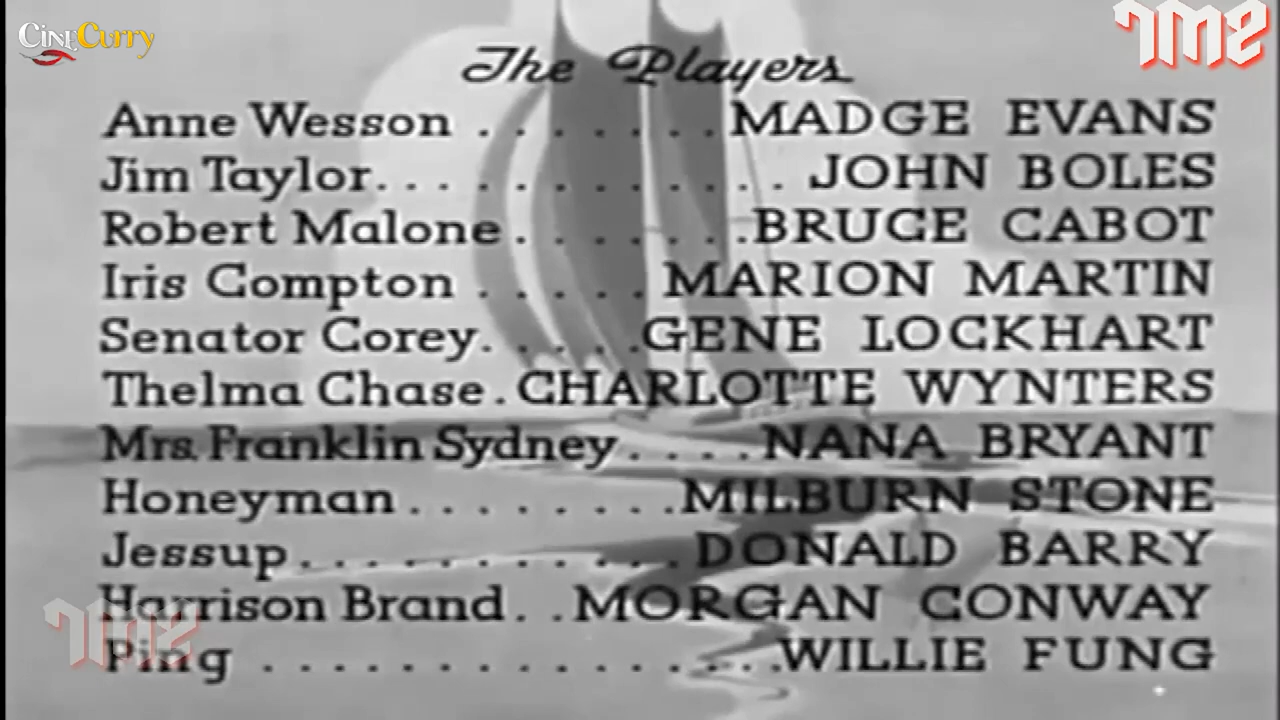 CineCurry
The Players
Anne Wesson . . . . . . . MADGE EVANS
Jim Taylor. . . . . . . . . . . . JOHN BOLES
Robert Malone . . . . . . . BRUCE CABOT
Iris Compton . . . . . MARION MARTIN
Senator Corey. . . . . GENE LOCKHART
Thelma Chase . CHARLOTTE WYNTERS
Mrs. Franklin Sydney . . . . NANA BRYANT
Honeyman . . . . . . . . MILBURN STONE
Jessup . . . . . . . . . . . DONALD BARRY
Harrison Brand . . MORGAN CONWAY
Ping . . . . . . . . . . . . . . . WILLIE FUNG